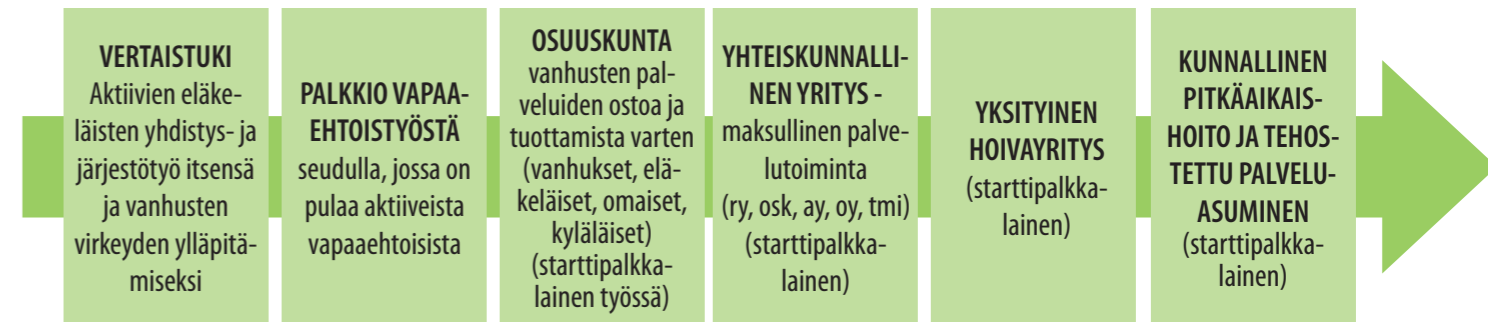 VERTAISTUKI
Aktiivien eläke-
läisten yhdistys- ja
järjestötyö itsensä
ja vanhusten
virkeyden ylläpitä-
miseksi
PALKKIO VAPAA-
EHTOISTYÖSTÄ
seudulla, jossa on
pulaa aktiiveista
vapaaehtoisista
OSUUSKUNTA
vanhusten pal-
veluiden ostoa ja
tuottamista varten
(vanhukset, elä-
keläiset, omaiset,
kyläläiset)
(starttipalkka-
lainen työssä)
YHTEISKUNNALLI-
NEN YRITYS -
maksullinen palve-
lutoiminta
(ry, osk, ay, oy, tmi)
(starttipalkka-
lainen)
YKSITYINEN
HOIVAYRITYS
(starttipalkka-
lainen)
KUNNALLINEN
PITKÄAIKAIS-
HOITO JA TEHOS-
TETTU PALVELU-
ASUMINEN
(starttipalkka-
lainen)